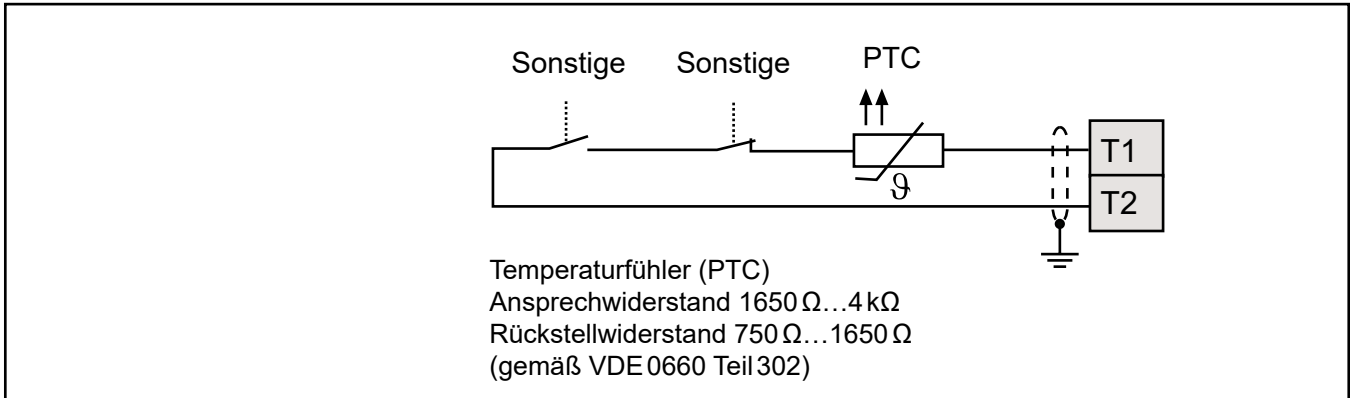 Sonstige Sonstige PTC
T1
ϑ
T2
Temperaturfühler (PTC)
Ansprechwiderstand 1650 Ω…4 kΩ
Rückstellwiderstand 750 Ω…1650 Ω
(gemäß VDE 0660 Teil 302)